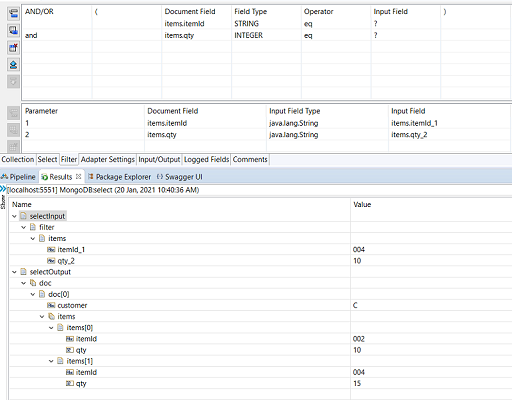 AND/OR ( Document Field Field Type Operator Input Field )
items.itemId STRING eq ?
and items.qty INTEGER eq ?
Parameter Document Field Input Field Type Input Field
1 items.itemId java.lang.String items.itemId_1
2 items.qty java.lang.String items.qty_2
Collection Select Filter Adapter Settings Input/Output Logged Fields Comments
Pipeline Results Package Explorer Swagger UI
Show
[localhost:5551] MongoDB:select (20 Jan, 2021 10:40:36 AM)
Name Value
selectInput
filter
items
itemId_1 004
qty_2 10
selectOutput
doc
doc[0]
customer C
items
items[0]
itemId 002
qty 10
items[1]
itemId 004
qty 15